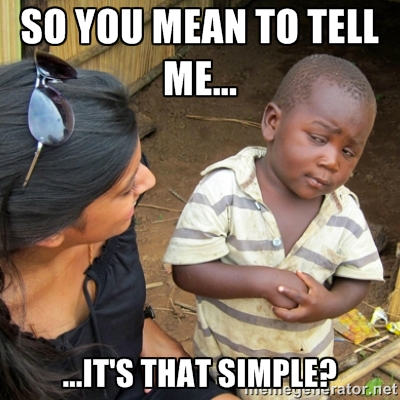 SO YOU MEAN TO TELL
ME...
...IT'S THAT SIMPLE?
memegenerator.net